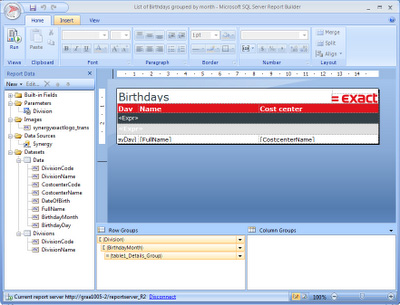 List of Birthdays grouped by month - Microsoft SQL Server Report Builder
Home Insert View
Run
Paste
Merge
Split
Align
Views Clipboard Font Paragraph Border Number Layout
Report Data
New Edit...
Built-in Fields
Parameters
Division
Images
synergyexactlogo_trans
Data Sources
Synergy
Datasets
Data
DivisionCode
DivisionName
CostcenterCode
CostcenterName
DateOfBirth
FullName
BirthdayMonth
BirthdayDay
Divisions
DivisionCode
DivisionName
Birthdays
exact
Day Name Cost center
«Expr»
«Expr»
[FullName] [CostcenterName]
Row Groups
Column Groups
(Division)
(BirthdayMonth)
(table1_Details_Group)
Current report server http://graa0005-2/reportserver_R2 Disconnect
100%